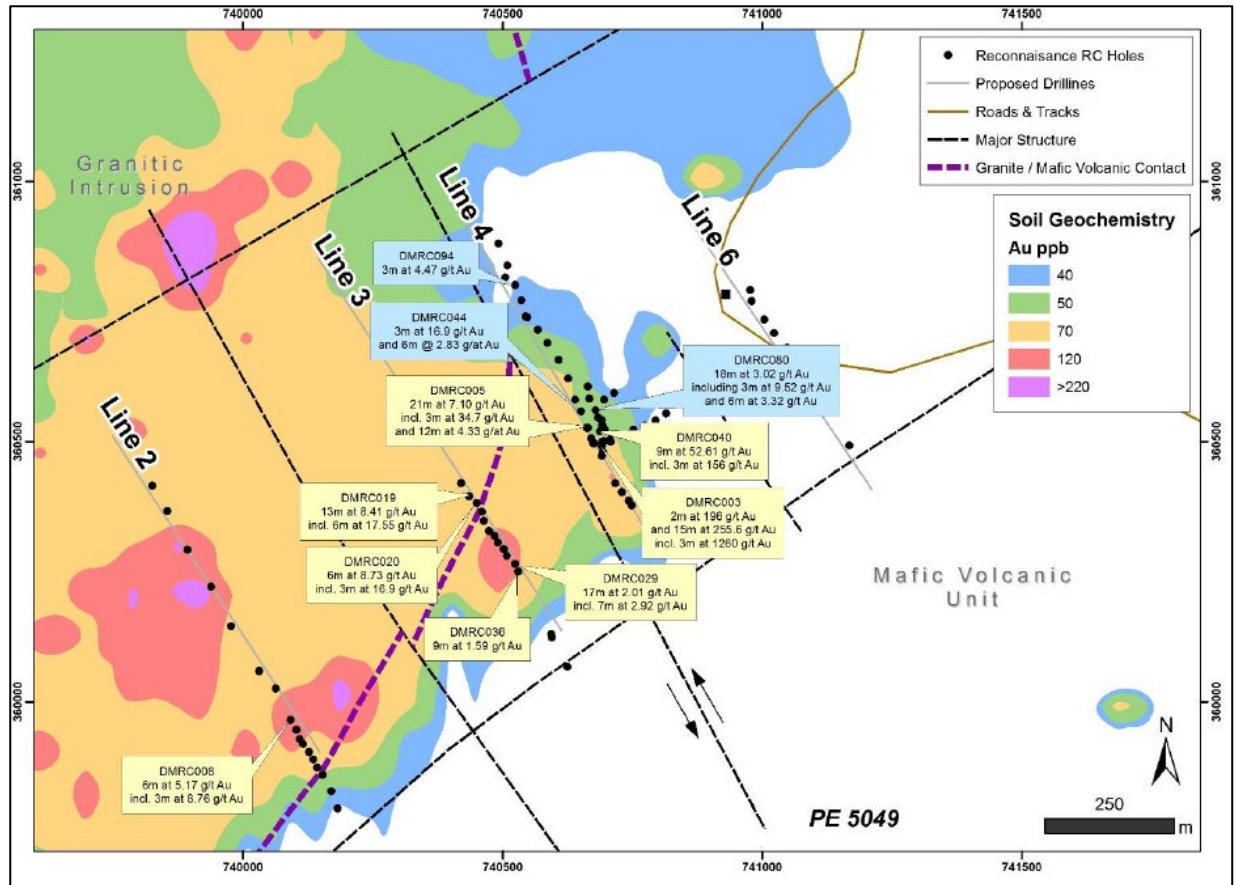 740000
740500
741000
741500
Reconnaisance RC Holes
Proposed Drillines
Roads & Tracks
Major Structure
Granite / Mafic Volcanic Contact
Soil Geochemistry
Au ppb
40
50
70
120
>220
Granitic
Intrusion
361000
361000
Line 4
Line 6
Line 3
Line 2
DMRC094
3m at 4.47 g/t Au
DMRC044
3m at 16.9 g/t Au
and 6m @ 2.83 g/at Au
DMRC080
18m at 3.02 g/t Au
including 3m at 9.52 g/t Au
and 6m at 3.32 g/t Au
DMRC005
21m at 7.10 g/t Au
incl. 3m at 34.7 g/t Au
and 12m at 4.33 g/at Au
360500
360500
DMRC040
9m at 52.61 g/t Au
incl. 3m at 156 g/t Au
DMRC019
13m at 8.41 g/t Au
incl. 6m at 17.55 g/t Au
DMRC003
2m at 196 g/t Au
and 15m at 255.6 g/t Au
incl. 3m at 1260 g/t Au
DMRC020
6m at 8.73 g/t Au
incl. 3m at 16.9 g/t Au
DMRC029
17m at 2.01 g/t Au
incl. 7m at 2.92 g/t Au
DMRC036
9m at 1.59 g/t Au
Mafic Volcanic
Unit
360000
360000
DMRC008
6m at 5.17 g/t Au
incl. 3m at 8.76 g/t Au
N
250
m
PE 5049
740000
740500
741000
741500